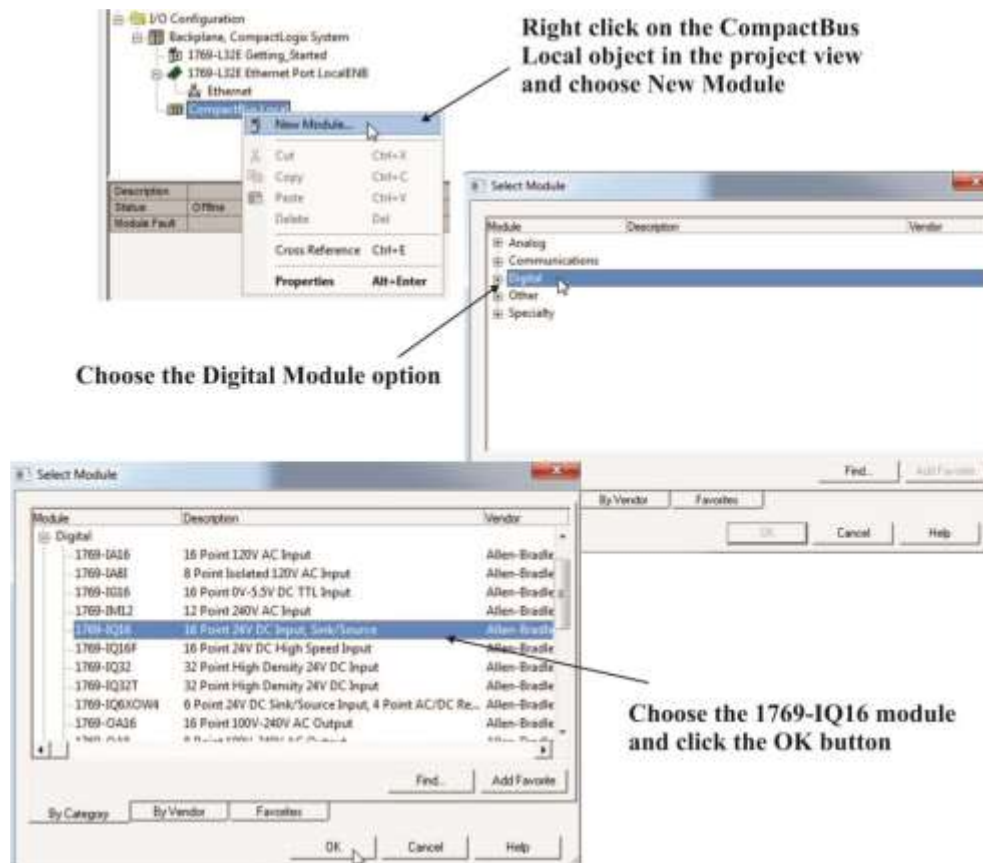 I/O Configuration
Backplane, CompactLogix System
1769-L32E Getting_Started
1769-L32E Ethernet Port LocalENB
Ethernet
CompactBus Local
New Module...
Cut Ctrl+X
Copy Ctrl+C
Paste Ctrl+V
Delete Del
Cross Reference Ctrl+E
Properties Alt+Enter
Description
Status Offline
Module Fault
Right click on the CompactBus
Local object in the project view
and choose New Module
Select Module
Module Description Vendor
Analog
Communications
Digital
Other
Specialty
Find... Add Favorite
By Vendor Favorites
OK Cancel Help
Choose the Digital Module option
Select Module
Module Description Vendor
Digital
1769-IA16 16 Point 120V AC Input Allen-Bradle
1769-IA8I 8 Point Isolated 120V AC Input Allen-Bradle
1769-IG16 16 Point 0V-5.5V DC TTL Input Allen-Bradle
1769-IM12 12 Point 240V AC Input Allen-Bradle
1769-IQ16 16 Point 24V DC Input, Sink/Source Allen-Bradle
1769-IQ16F 16 Point 24V DC High Speed Input Allen-Bradle
1769-IQ32 32 Point High Density 24V DC Input Allen-Bradle
1769-IQ32T 32 Point High Density 24V DC Input Allen-Bradle
1769-IQ6XOW4 6 Point 24V DC Sink/Source Input, 4 Point AC/DC Re... Allen-Bradle
1769-OA16 16 Point 100V-240V AC Output Allen-Bradle
Find... Add Favorite
By Category By Vendor Favorites
OK Cancel Help
Choose the 1769-IQ16 module
and click the OK button